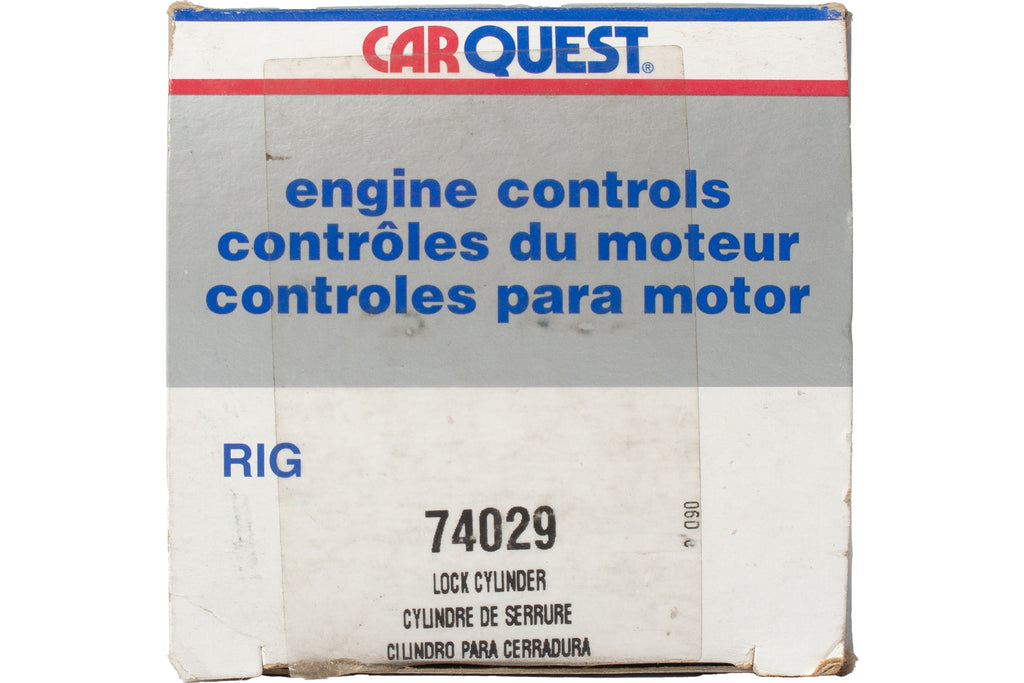 CARQUEST®
engine controls
contrôles du moteur
controles para motor
RIG
74029
090
LOCK CYLINDER
CYLINDRE DE SERRURE
CILINDRO PARA CERRADURA